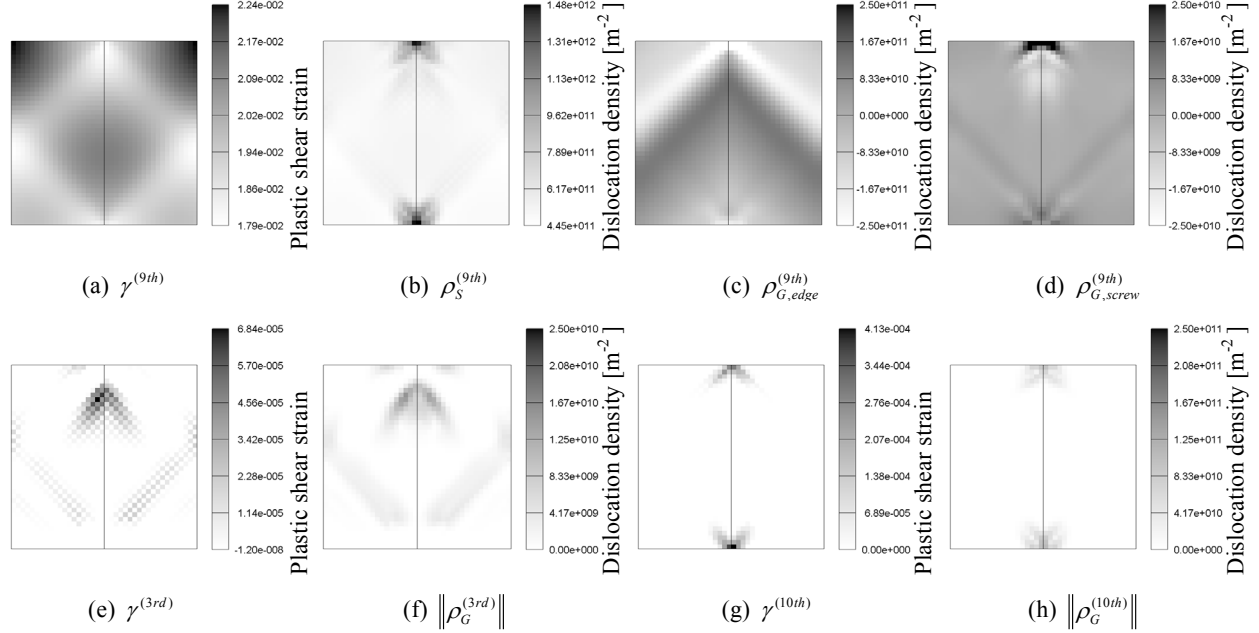 2.24e-002
2.17e-002
2.09e-002
2.02e-002
1.94e-002
1.86e-002
1.79e-002
Plastic shear strain
1.48e+012
1.31e+012
1.13e+012
9.62e+011
7.89e+011
6.17e+011
4.45e+011
Dislocation density [m⁻²]
2.50e+011
1.67e+011
8.33e+010
0.00e+000
-8.33e+010
-1.67e+011
-2.50e+011
Dislocation density [m⁻²]
2.50e+010
1.67e+010
8.33e+009
0.00e+000
-8.33e+009
-1.67e+010
-2.50e+010
Dislocation density [m⁻²]
(a) γ^(9th)
(b) ρ_S^(9th)
(c) ρ_G,edge^(9th)
(d) ρ_G,screw^(9th)
6.84e-005
5.70e-005
4.56e-005
3.42e-005
2.28e-005
1.14e-005
-1.20e-008
Plastic shear strain
2.50e+010
2.08e+010
1.67e+010
1.25e+010
8.33e+009
4.17e+009
0.00e+000
Dislocation density [m⁻²]
4.13e-004
3.44e-004
2.76e-004
2.07e-004
1.38e-004
6.89e-005
0.00e+000
Plastic shear strain
2.50e+011
2.08e+011
1.67e+011
1.25e+011
8.33e+010
4.17e+010
0.00e+000
Dislocation density [m⁻²]
(e) γ^(3rd)
(f) ‖ρ_G^(3rd)‖
(g) γ^(10th)
(h) ‖ρ_G^(10th)‖